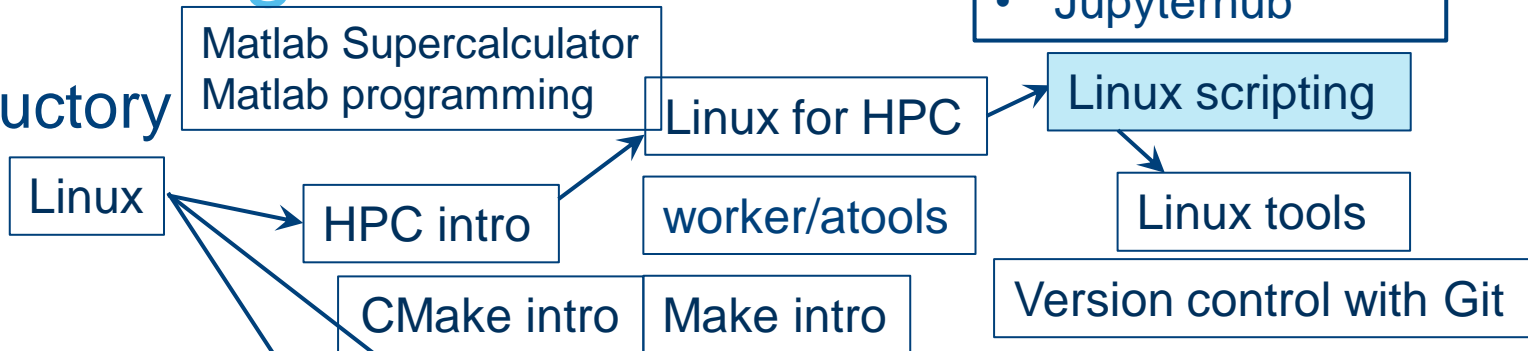 • Jupyterhub
Matlab Supercalculator
Matlab programming
uctory
Linux for HPC
Linux scripting
Linux
HPC intro
worker/atools
Linux tools
CMake intro
Make intro
Version control with Git